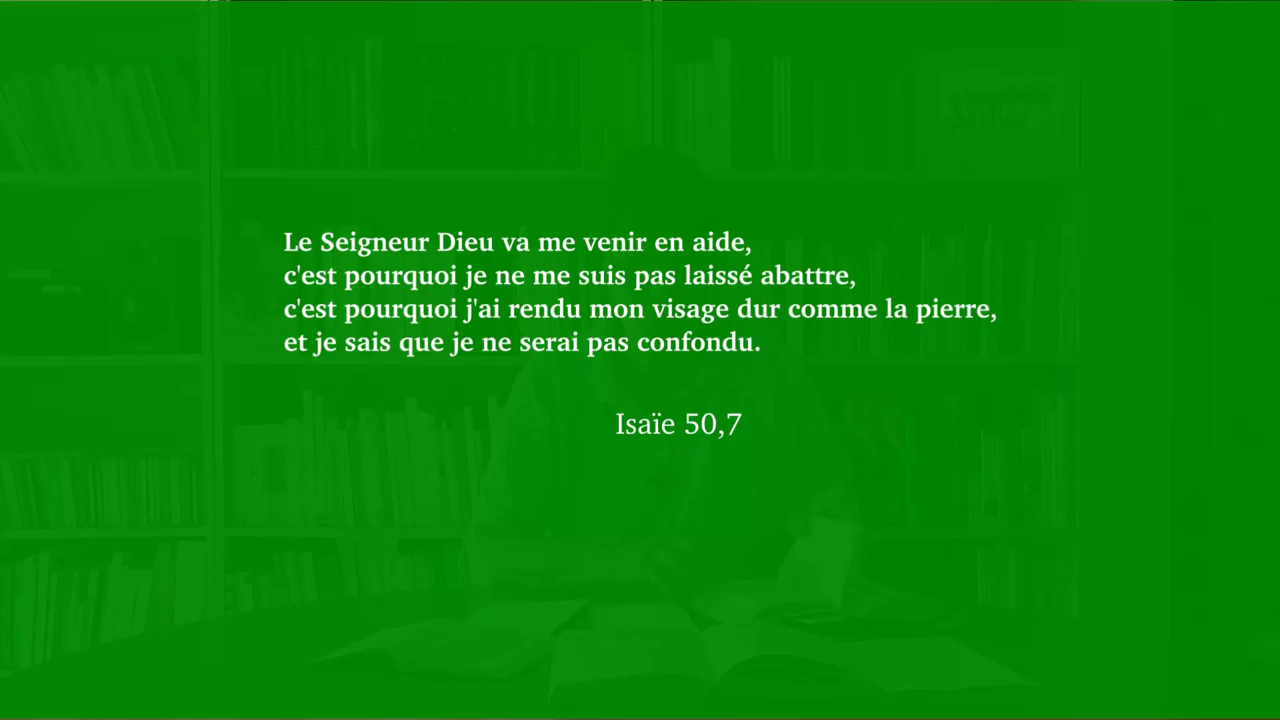 Le Seigneur Dieu va me venir en aide,
c'est pourquoi je ne me suis pas laissé abattre,
c'est pourquoi j'ai rendu mon visage dur comme la pierre,
et je sais que je ne serai pas confondu.
Isaïe 50,7